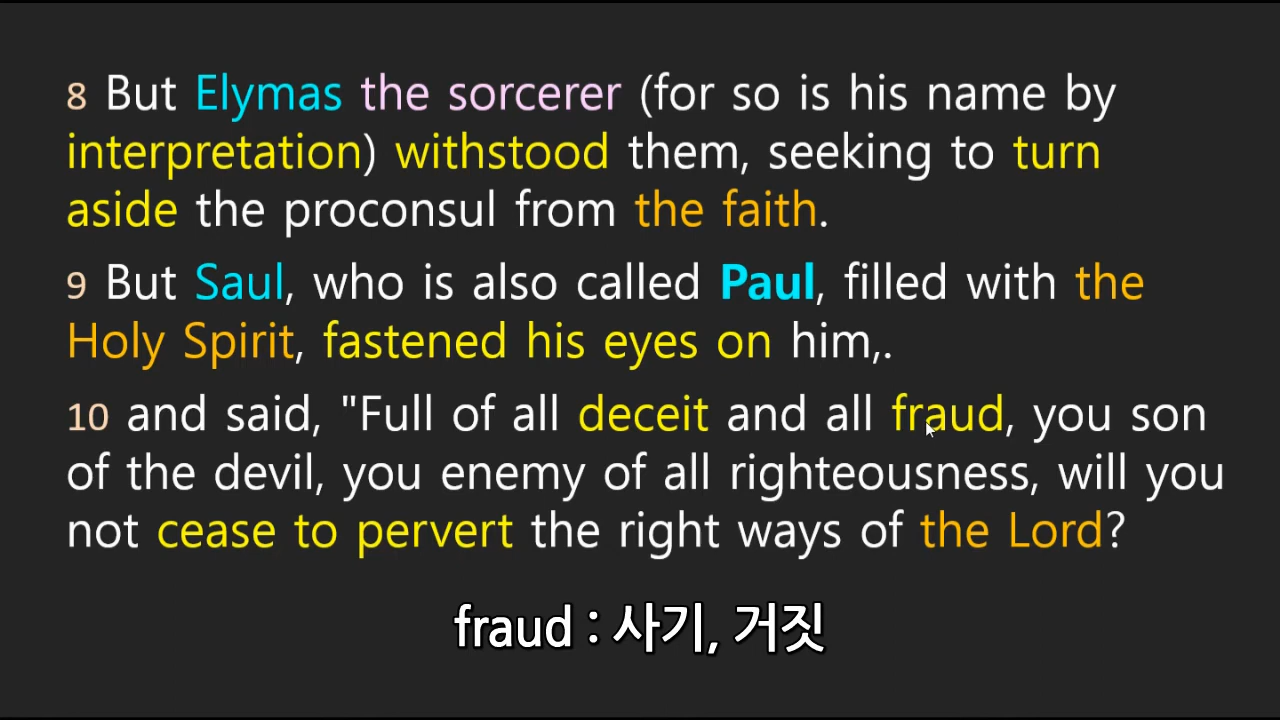 8 But Elymas the sorcerer (for so is his name by
interpretation) withstood them, seeking to turn
aside the proconsul from the faith.
9 But Saul, who is also called Paul, filled with the
Holy Spirit, fastened his eyes on him,.
10 and said, "Full of all deceit and all fraud, you son
of the devil, you enemy of all righteousness, will you
not cease to pervert the right ways of the Lord?
fraud : 사기, 거짓